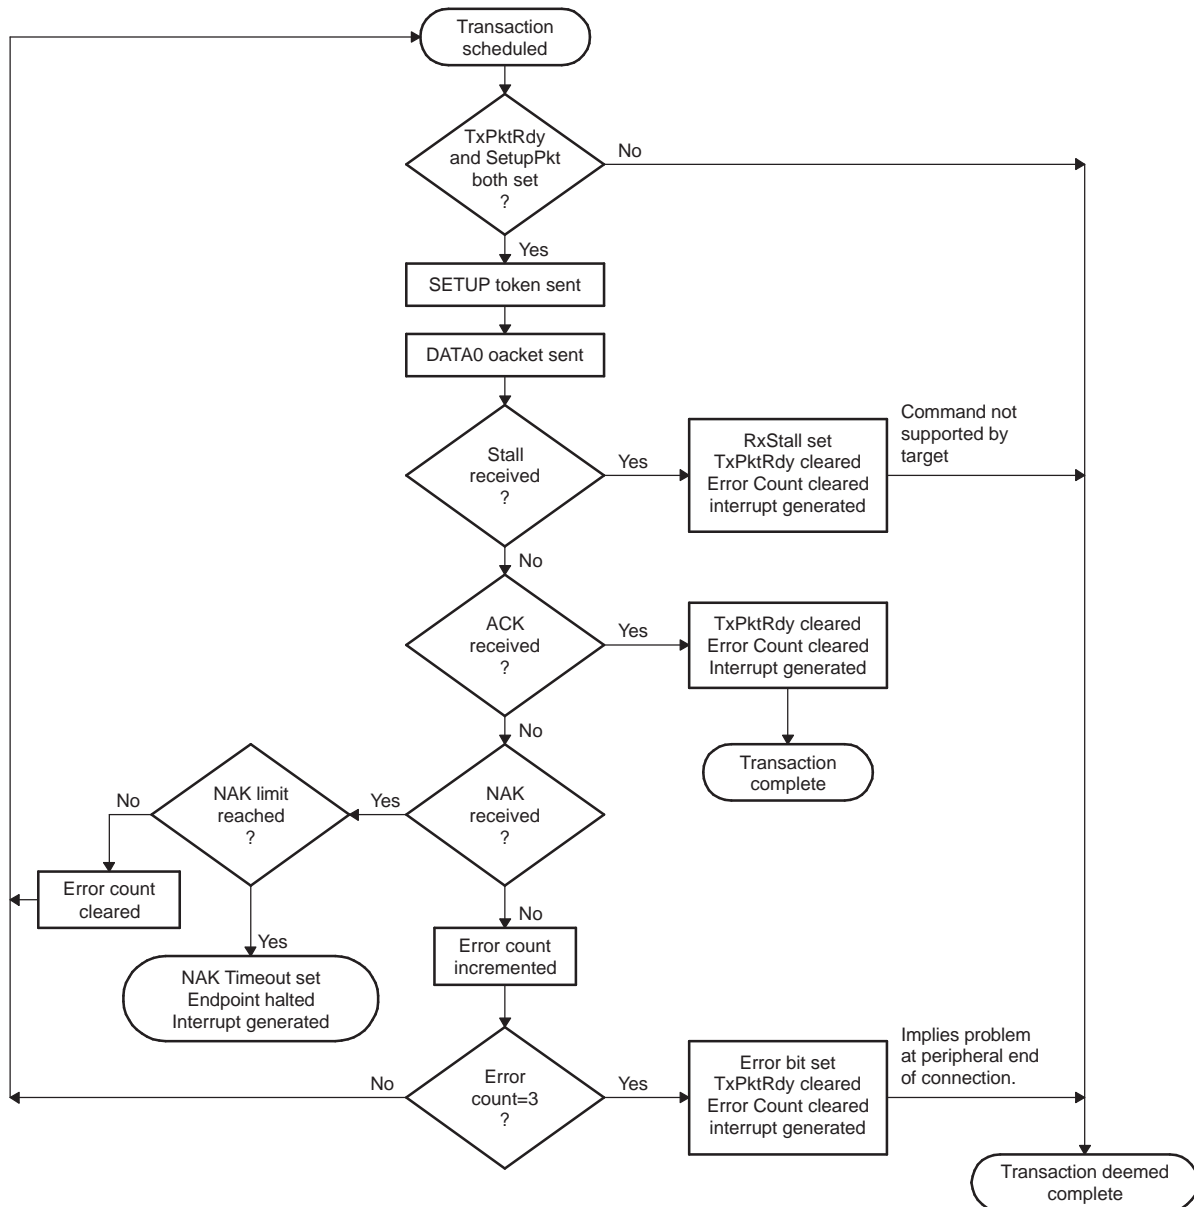 Transaction
scheduled
TxPktRdy
and SetupPkt
both set
?
No
Yes
SETUP token sent
DATA0 oacket sent
Stall
received
?
Yes
RxStall set
TxPktRdy cleared
Error Count cleared
interrupt generated
Command not
supported by
target
No
ACK
received
?
Yes
TxPktRdy cleared
Error Count cleared
Interrupt generated
Transaction
complete
No
NAK
received
?
Yes
NAK limit
reached
?
No
Error count
cleared
Yes
NAK Timeout set
Endpoint halted
Interrupt generated
No
Error count
incremented
Error
count=3
?
No
Yes
Error bit set
TxPktRdy cleared
Error Count cleared
interrupt generated
Implies problem
at peripheral end
of connection.
Transaction deemed
complete